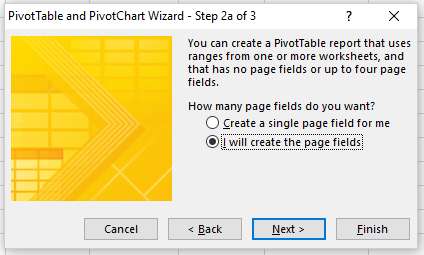 PivotTable and PivotChart Wizard - Step 2a of 3
You can create a PivotTable report that uses
ranges from one or more worksheets, and
that has no page fields or up to four page
fields.
How many page fields do you want?
Create a single page field for me
I will create the page fields
Cancel
< Back
Next >
Finish